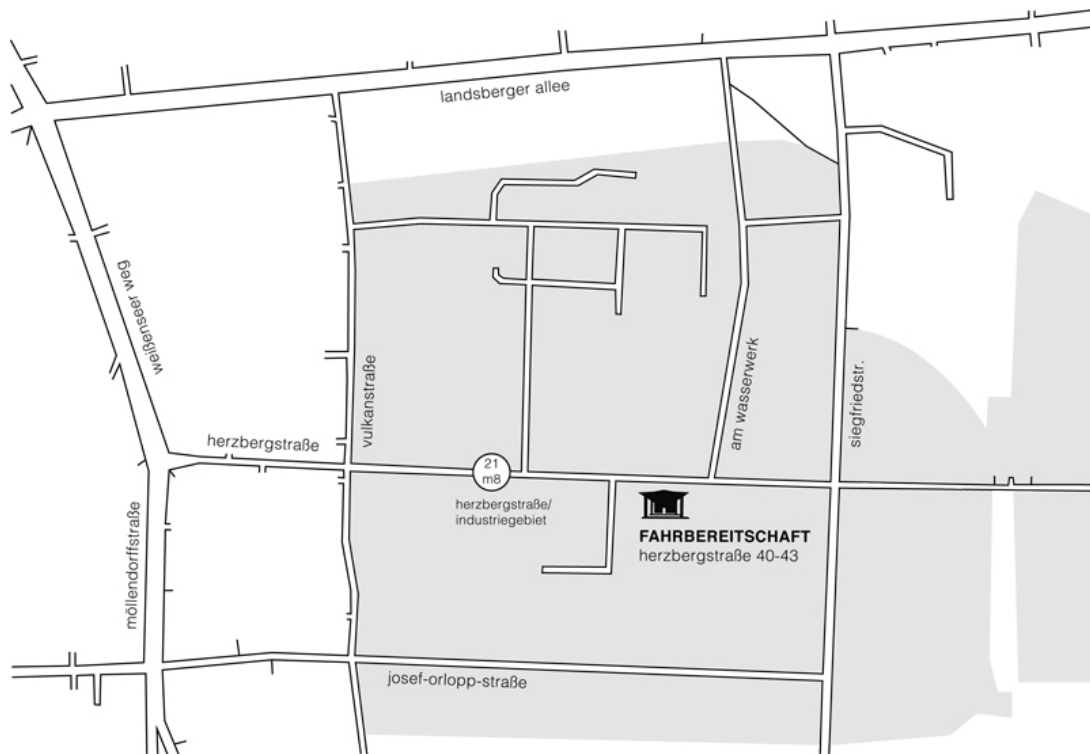 landsberger allee
weißenseer weg
vulkanstraße
am wasserwerk
siegfriedstr.
herzbergstraße
21
m8
herzbergstraße/
industriegebiet
FAHRBEREITSCHAFT
herzbergstraße 40-43
möllendorffstraße
josef-orlopp-straße